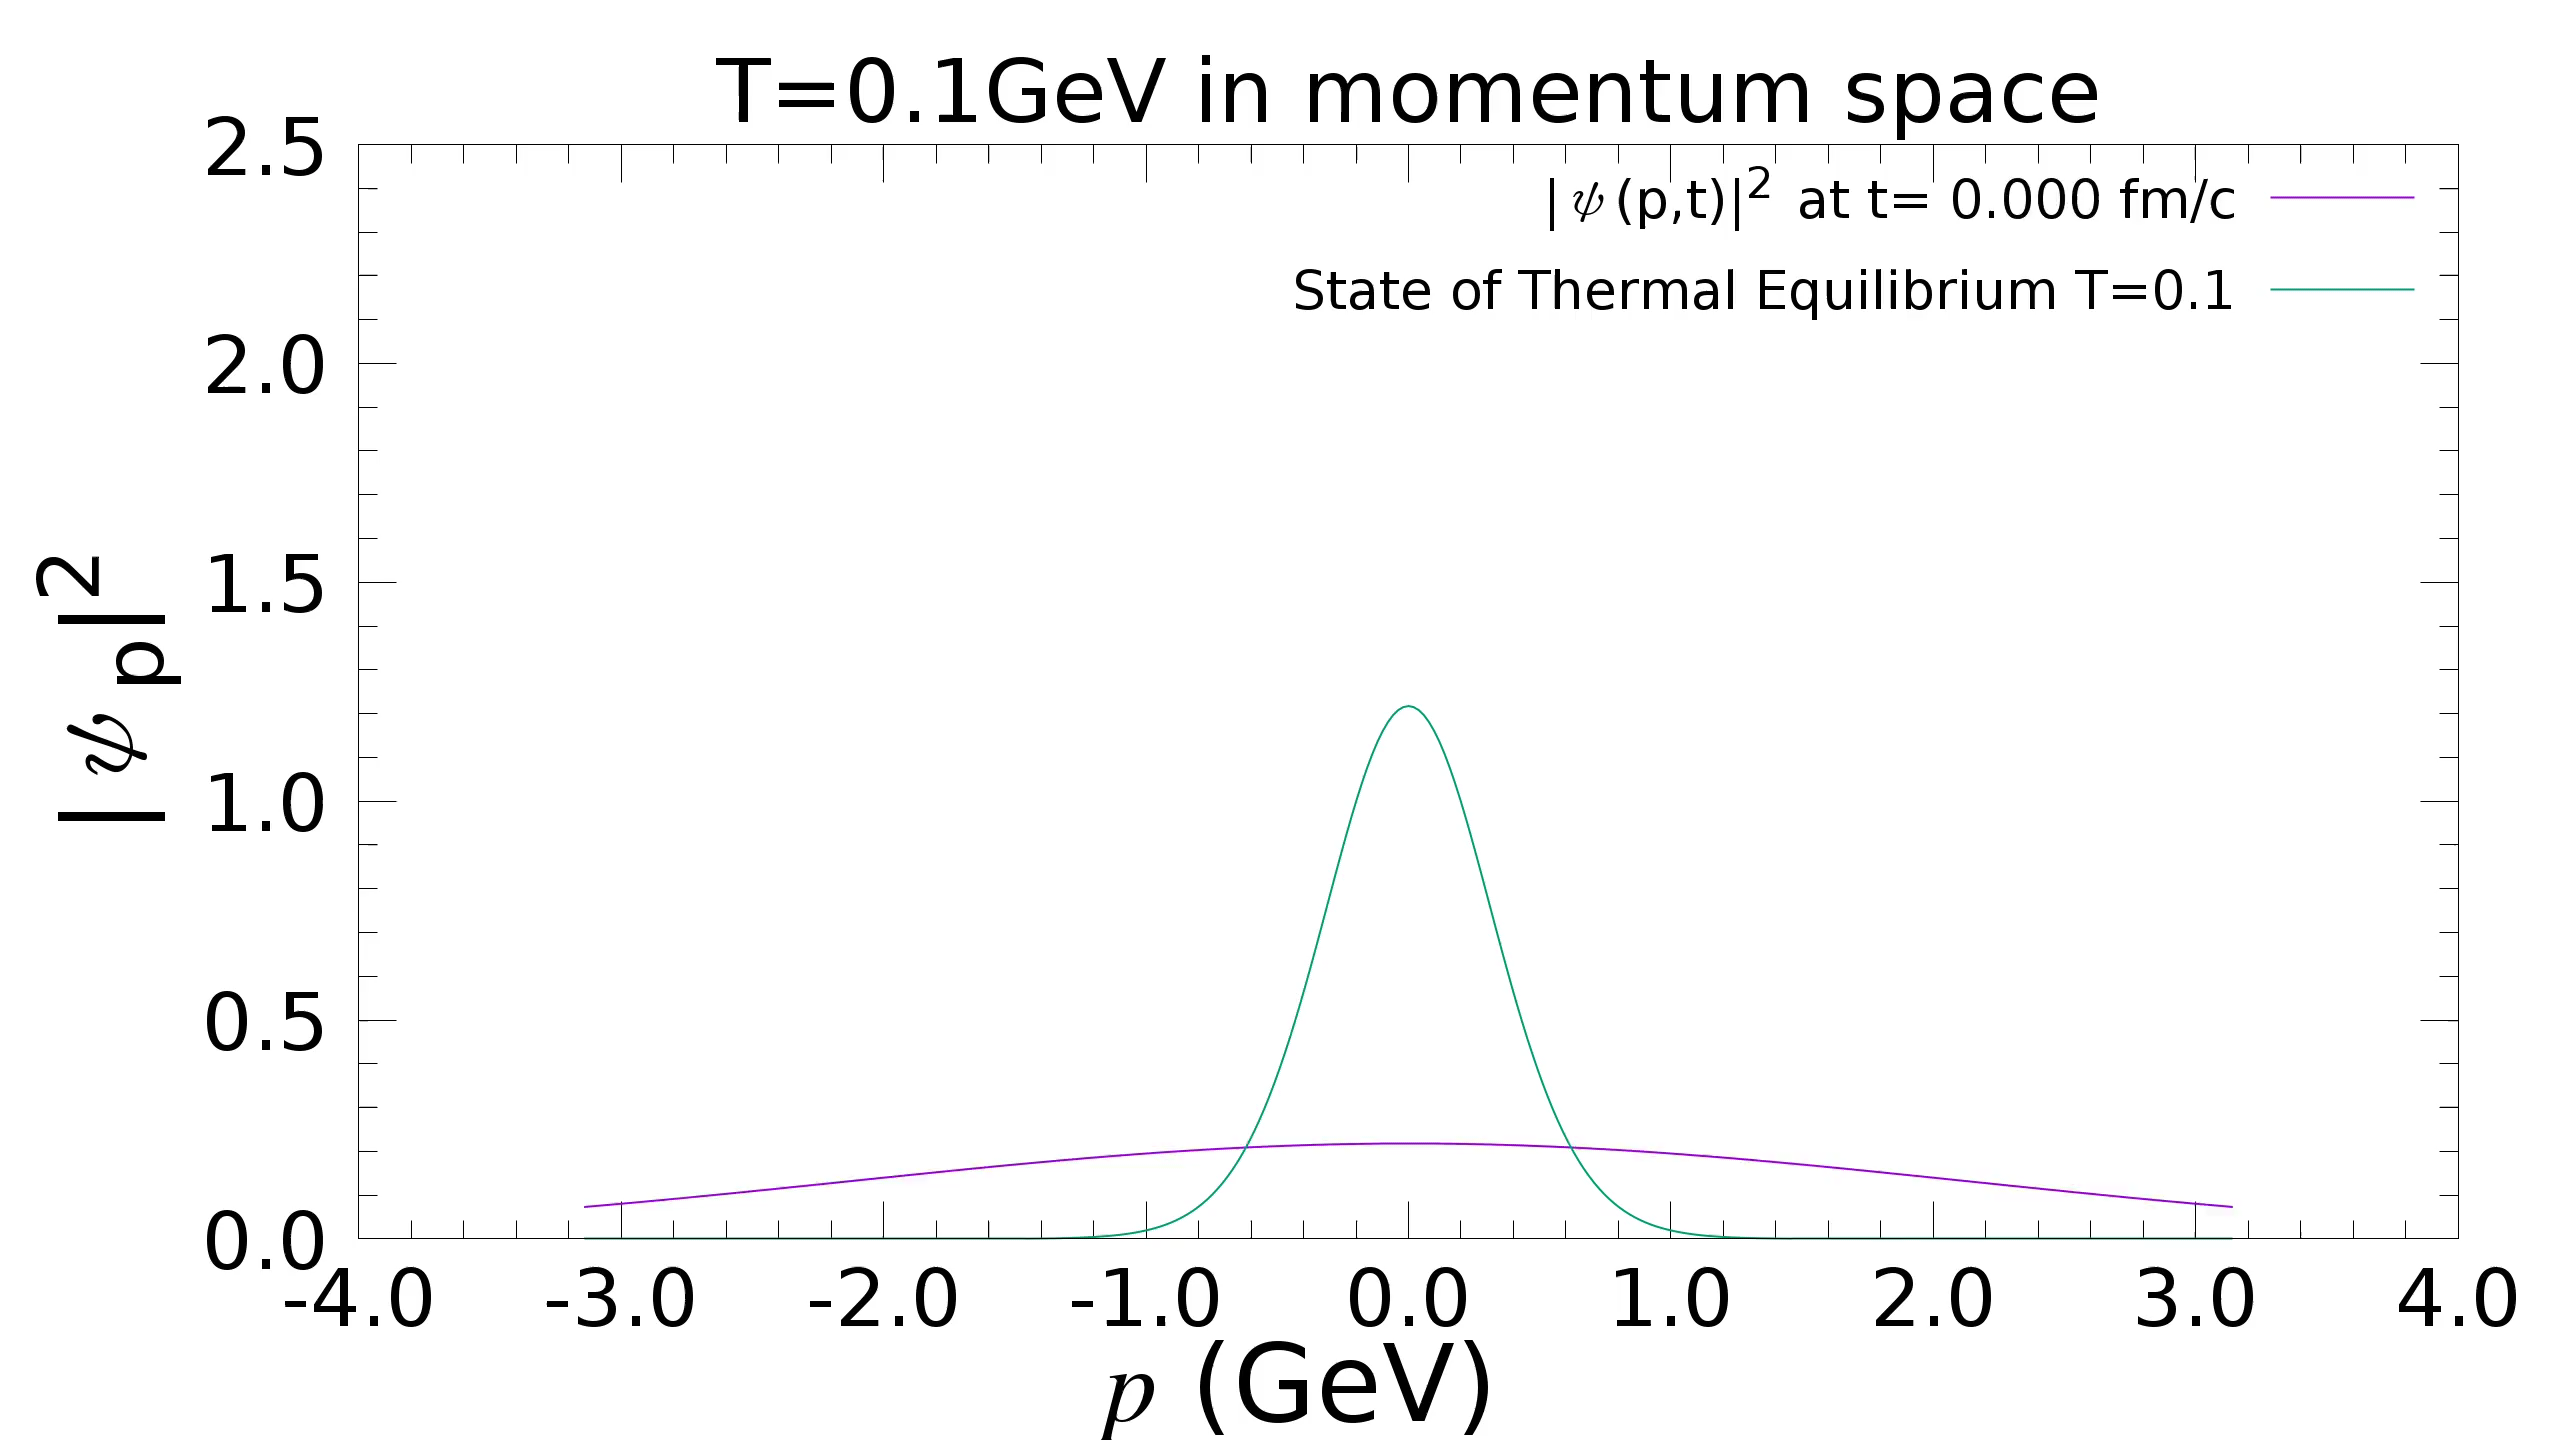 T=0.1GeV in momentum space
|ψ(p,t)|² at t= 0.000 fm/c
State of Thermal Equilibrium T=0.1
|ψp|²
2.5
2.0
1.5
1.0
0.5
0.0
-4.0 -3.0 -2.0 -1.0 0.0 1.0 2.0 3.0 4.0
p (GeV)